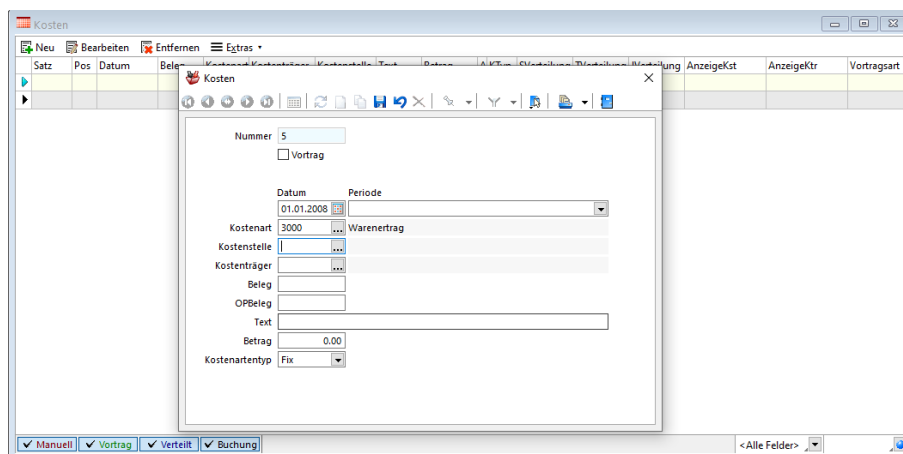 Kosten
Neu Bearbeiten Entfernen Extras
Satz Pos Datum AnzeigeKst AnzeigeKtr Vortragsart
Kosten
Nummer 5
Vortrag
Datum Periode
01.01.2008
Kostenart 3000 ... Warenertrag
Kostenstelle ...
Kostenträger ...
Beleg
OPBeleg
Text
Betrag 0.00
Kostenartentyp Fix
Manuell Vortrag Verteilt Buchung <Alle Felder>